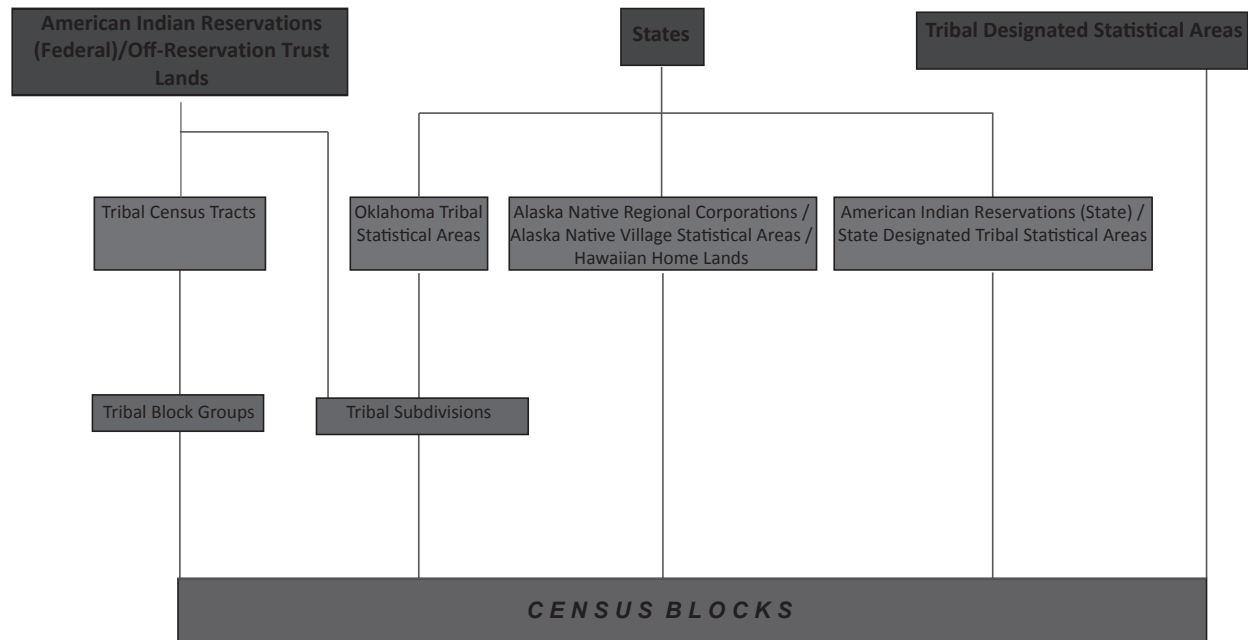 American Indian Reservations
(Federal)/Off-Reservation Trust
Lands
States
Tribal Designated Statistical Areas
Tribal Census Tracts
Oklahoma Tribal
Statistical Areas
Alaska Native Regional Corporations /
Alaska Native Village Statistical Areas /
Hawaiian Home Lands
American Indian Reservations (State) /
State Designated Tribal Statistical Areas
Tribal Block Groups
Tribal Subdivisions
CENSUS BLOCKS